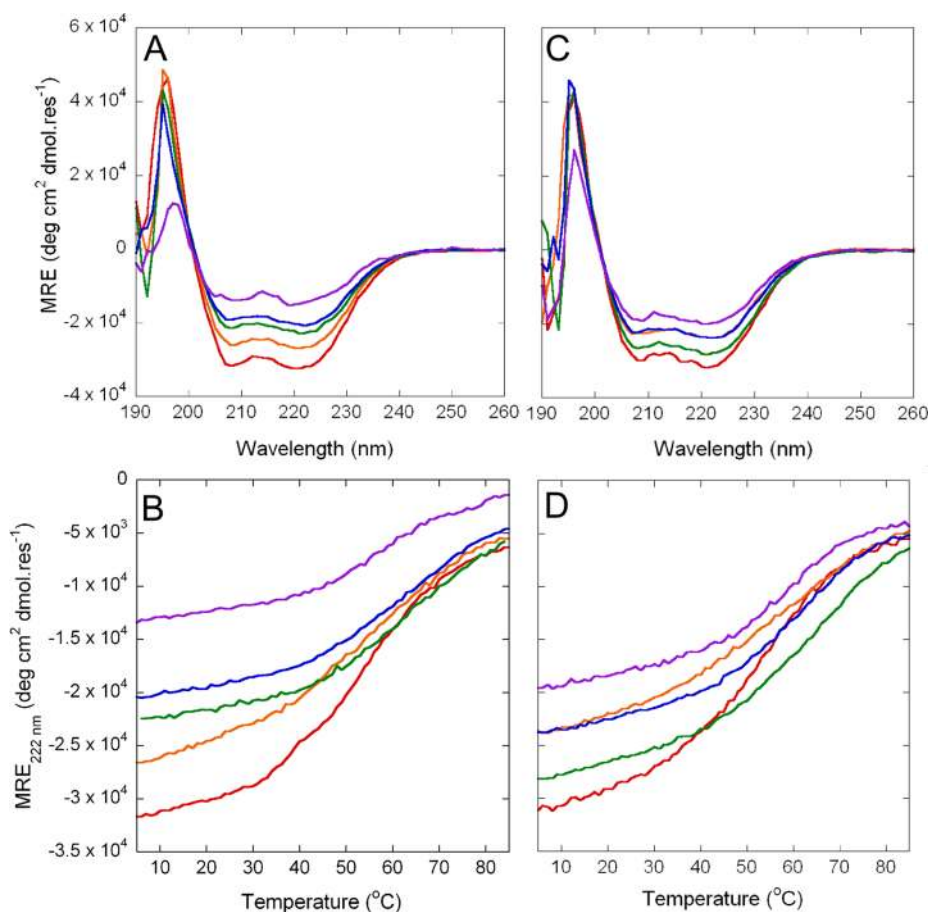 A
C
6 x 10⁴
4 x 10⁴
2 x 10⁴
0
-2 x 10⁴
-4 x 10⁴
MRE (deg cm² dmol.res⁻¹)
190 200 210 220 230 240 250 260
190 200 210 220 230 240 250 260
Wavelength (nm)
Wavelength (nm)
B
D
0
-5 x 10³
-1 x 10⁴
-1.5 x 10⁴
-2 x 10⁴
-2.5 x 10⁴
-3 x 10⁴
-3.5 x 10⁴
MRE₂₂₂ ₙₘ (deg cm² dmol.res⁻¹)
10 20 30 40 50 60 70 80
10 20 30 40 50 60 70 80
Temperature (°C)
Temperature (°C)